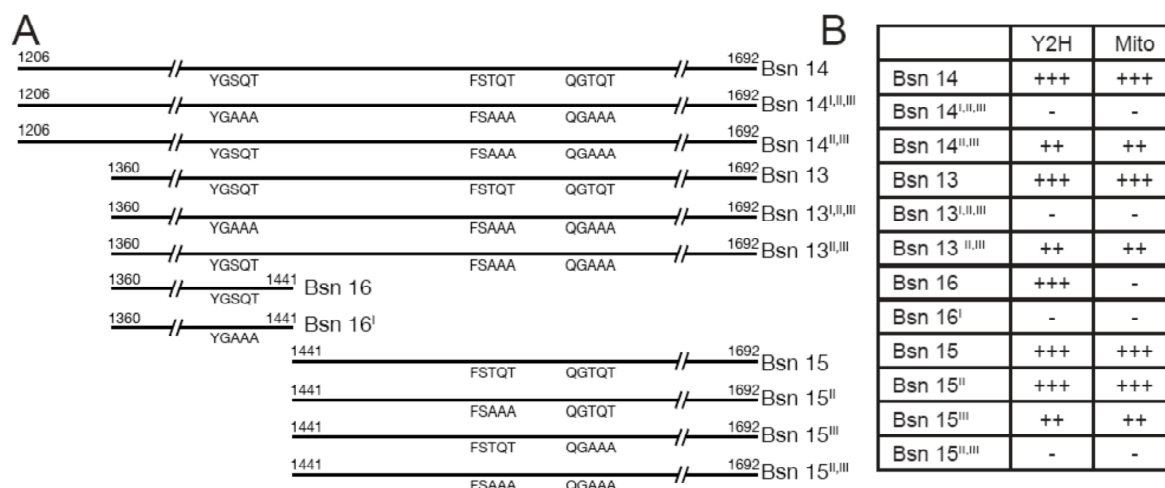 A
1206 // 1692 Bsn 14
YGSQT FSTQT QGTQT
1206 // 1692 Bsn 14I,II,III
YGAAA FSAAA QGAAA
1206 // 1692 Bsn 14II,III
YGSQT FSAAA QGAAA
1360 // 1692 Bsn 13
YGSQT FSTQT QGTQT
1360 // 1692 Bsn 13I,II,III
YGAAA FSAAA QGAAA
1360 // 1692 Bsn 13II,III
YGSQT FSAAA QGAAA
1360 // 1441 Bsn 16
YGSQT
1360 // 1441 Bsn 16I
YGAAA
1441 // 1692 Bsn 15
FSTQT QGTQT
1441 // 1692 Bsn 15II
FSAAA QGTQT
1441 // 1692 Bsn 15III
FSTQT QGAAA
1441 // 1692 Bsn 15II,III
FSAAA QGAAA
B
Y2H Mito
Bsn 14 +++ +++
Bsn 14I,II,III - -
Bsn 14II,III ++ ++
Bsn 13 +++ +++
Bsn 13I,II,III - -
Bsn 13 II,III ++ ++
Bsn 16 +++ -
Bsn 16I - -
Bsn 15 +++ +++
Bsn 15II +++ +++
Bsn 15III ++ ++
Bsn 15II,III - -